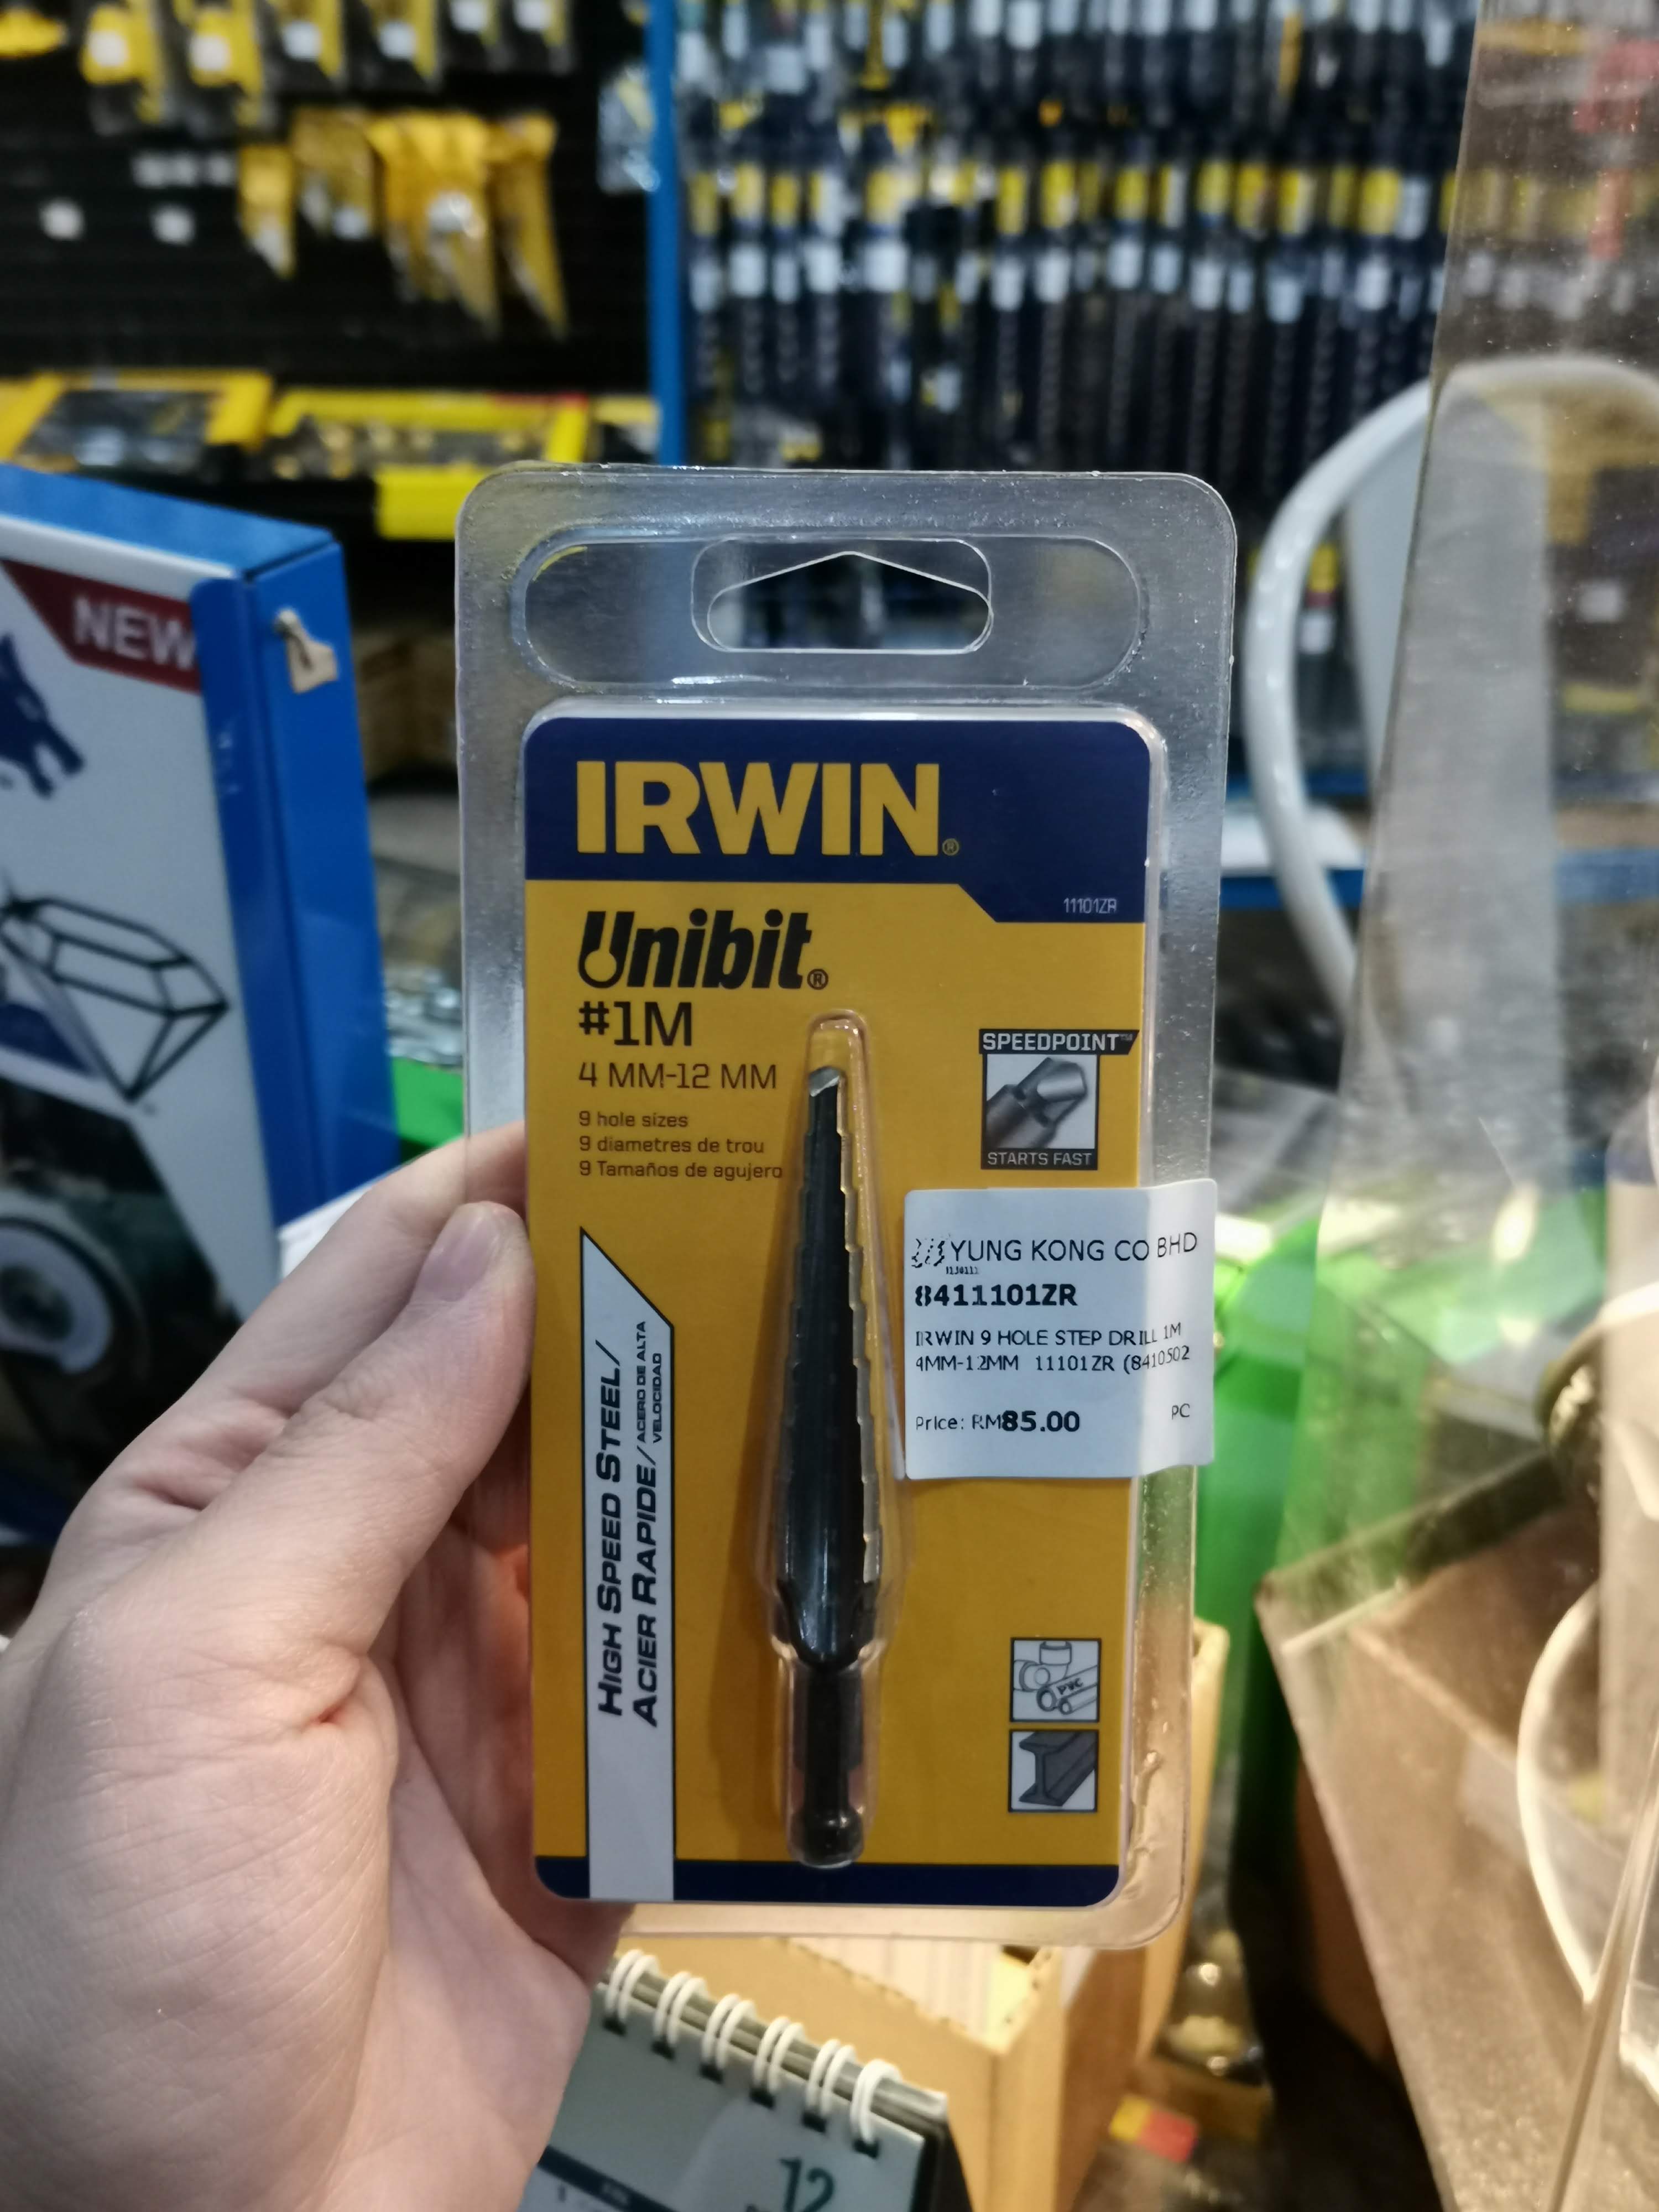 NEW
IRWIN®
11101ZR
Unibit®
#1M
4 MM-12 MM
9 hole sizes
9 diametres de trou
9 Tamaños de agujero
SPEEDPOINT™
STARTS FAST
HIGH SPEED STEEL/
ACIER RAPIDE/ ACERO DE ALTA
VELOCIDAD
YUNG KONG CO BHD
8411101ZR
IRWIN 9 HOLE STEP DRILL 1M
4MM-12MM 11101ZR (8410502
Price: RM85.00 PC
PVC
12